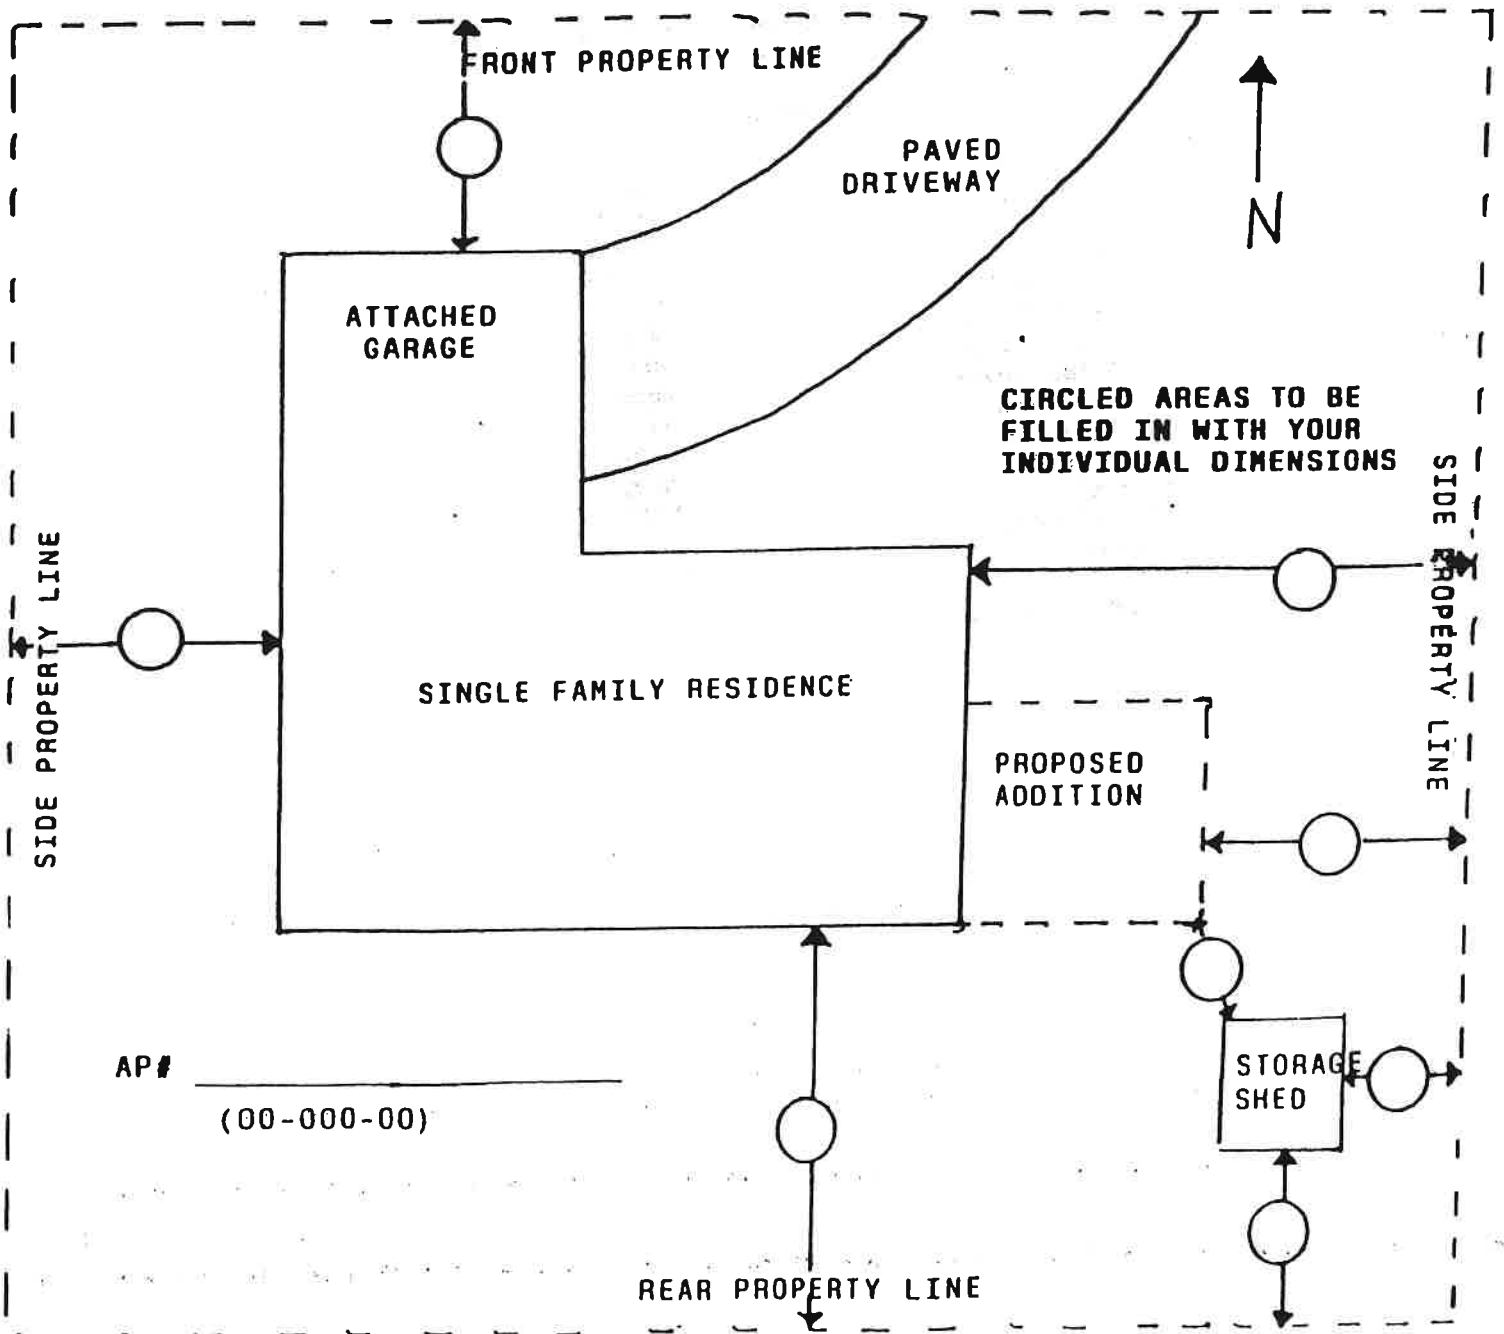 FRONT PROPERTY LINE
PAVED
DRIVEWAY
N
ATTACHED
GARAGE
CIRCLED AREAS TO BE
FILLED IN WITH YOUR
INDIVIDUAL DIMENSIONS
SIDE PROPERTY LINE
SIDE PROPERTY LINE
SINGLE FAMILY RESIDENCE
PROPOSED
ADDITION
AP#
(00-000-00)
STORAGE
SHED
REAR PROPERTY LINE